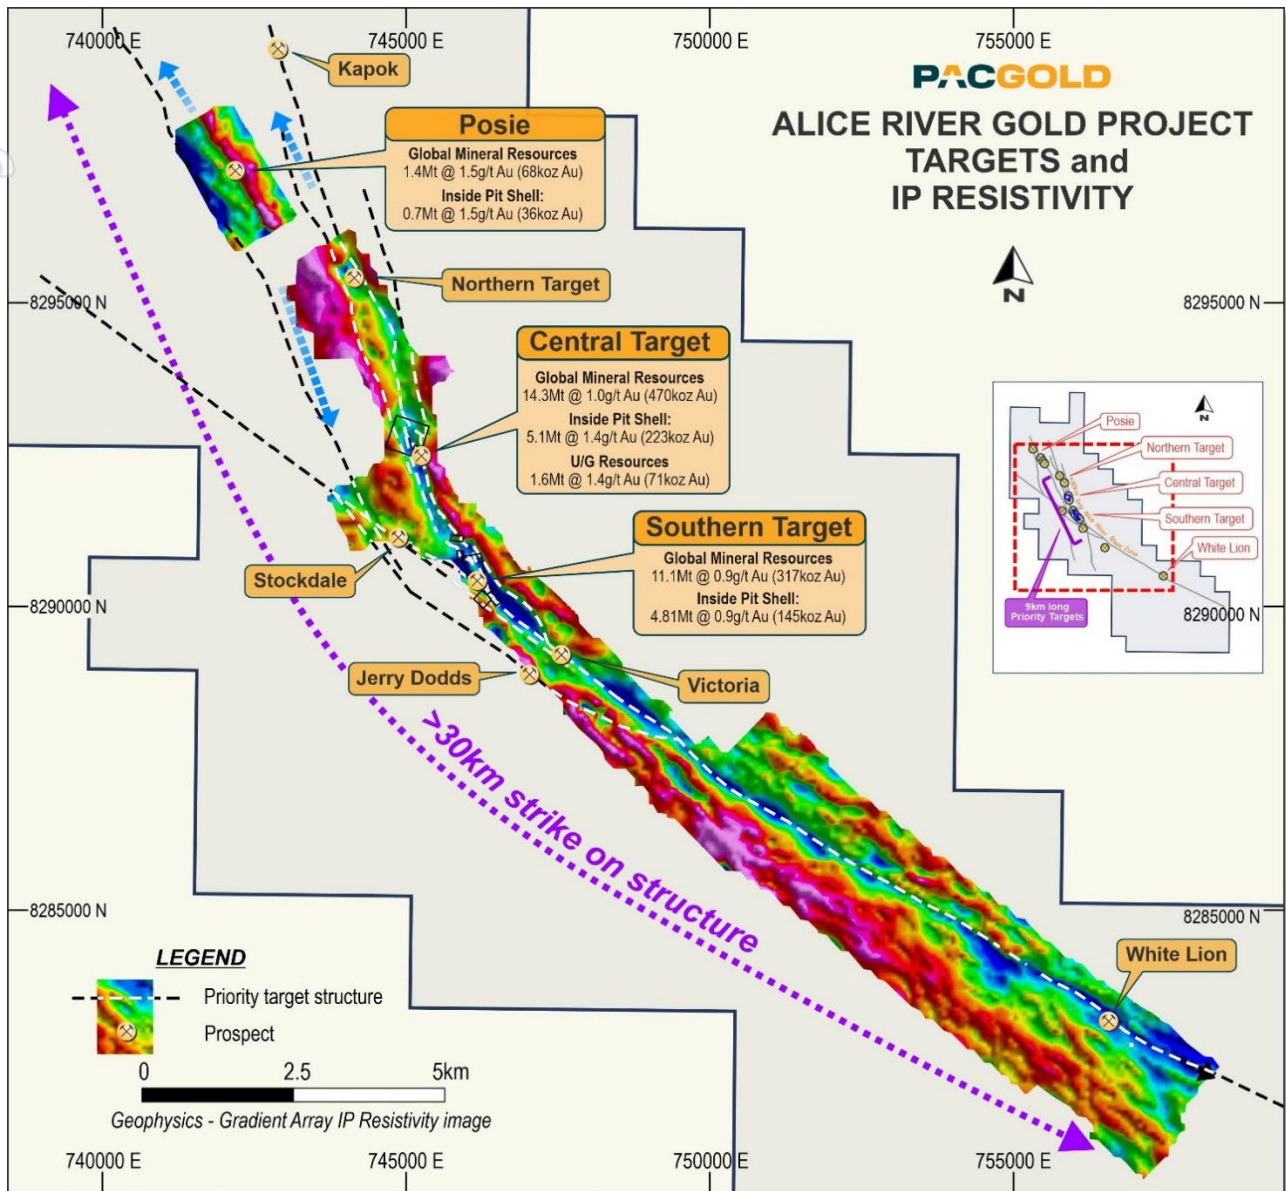 740000 E
745000 E
750000 E
755000 E
PACGOLD
ALICE RIVER GOLD PROJECT
TARGETS and
IP RESISTIVITY
N
Kapok
Posie
Global Mineral Resources
1.4Mt @ 1.5g/t Au (68koz Au)
Inside Pit Shell:
0.7Mt @ 1.5g/t Au (36koz Au)
Northern Target
8295000 N
8295000 N
Central Target
Global Mineral Resources
14.3Mt @ 1.0g/t Au (470koz Au)
Inside Pit Shell:
5.1Mt @ 1.4g/t Au (223koz Au)
U/G Resources
1.6Mt @ 1.4g/t Au (71koz Au)
Southern Target
Global Mineral Resources
11.1Mt @ 0.9g/t Au (317koz Au)
Inside Pit Shell:
4.81Mt @ 0.9g/t Au (145koz Au)
N
Posie
Northern Target
Central Target
Southern Target
White Lion
9km long
Priority Targets
Stockdale
8290000 N
8290000 N
Jerry Dodds
Victoria
>30km strike on structure
8285000 N
8285000 N
White Lion
LEGEND
Priority target structure
Prospect
0
2.5
5km
Geophysics - Gradient Array IP Resistivity image
740000 E
745000 E
750000 E
755000 E